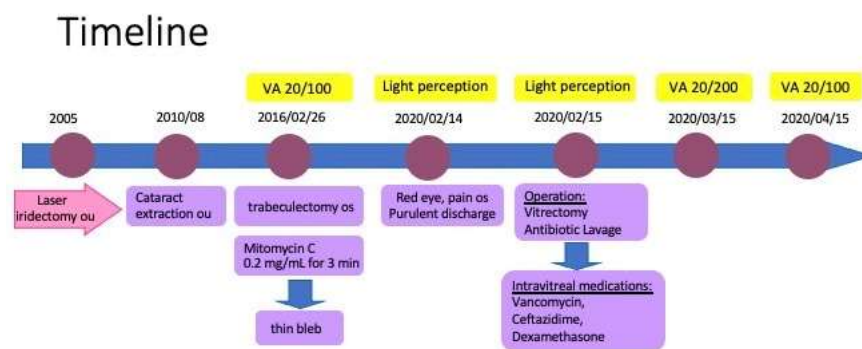 Timeline
VA 20/100
Light perception
Light perception
VA 20/200
VA 20/100
2005
2010/08
2016/02/26
2020/02/14
2020/02/15
2020/03/15
2020/04/15
Laser
iridectomy ou
Cataract
extraction ou
trabeculectomy os
Mitomycin C
0.2 mg/mL for 3 min
thin bleb
Red eye, pain os
Purulent discharge
Operation:
Vitrectomy
Antibiotic Lavage
Intravitreal medications:
Vancomycin,
Ceftazidime,
Dexamethasone